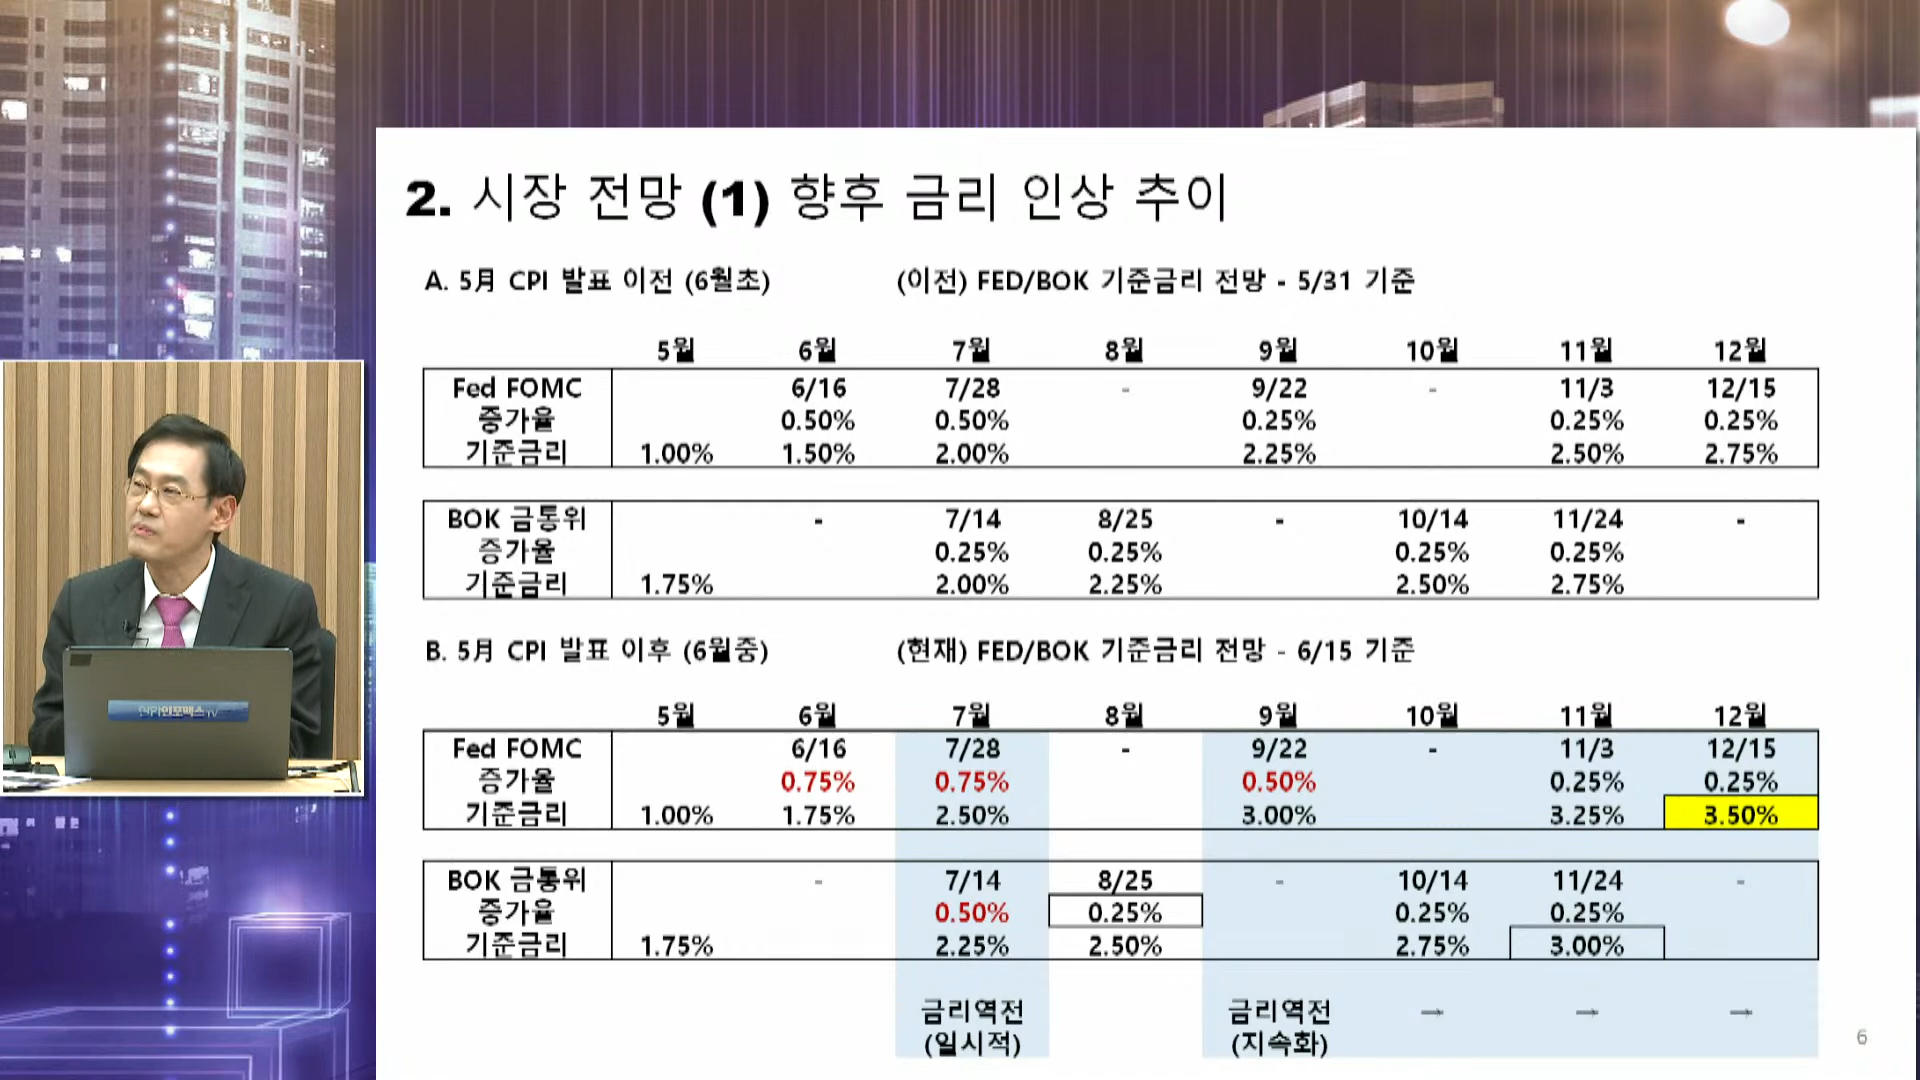 2. 시장 전망 (1) 향후 금리 인상 추이
A. 5月 CPI 발표 이전 (6월초) (이전) FED/BOK 기준금리 전망 - 5/31 기준
5월 6월 7월 8월 9월 10월 11월 12월
Fed FOMC 6/16 7/28 - 9/22 - 11/3 12/15
증가율 0.50% 0.50% 0.25% 0.25% 0.25%
기준금리 1.00% 1.50% 2.00% 2.25% 2.50% 2.75%
BOK 금통위 - 7/14 8/25 - 10/14 11/24 -
증가율 0.25% 0.25% 0.25% 0.25%
기준금리 1.75% 2.00% 2.25% 2.50% 2.75%
B. 5月 CPI 발표 이후 (6월중) (현재) FED/BOK 기준금리 전망 - 6/15 기준
5월 6월 7월 8월 9월 10월 11월 12월
Fed FOMC 6/16 7/28 - 9/22 - 11/3 12/15
증가율 0.75% 0.75% 0.50% 0.25% 0.25%
기준금리 1.00% 1.75% 2.50% 3.00% 3.25% 3.50%
BOK 금통위 - 7/14 8/25 - 10/14 11/24 -
증가율 0.50% 0.25% 0.25% 0.25%
기준금리 1.75% 2.25% 2.50% 2.75% 3.00%
금리역전 금리역전 → → →
(일시적) (지속화)
6
연합인포맥스TV